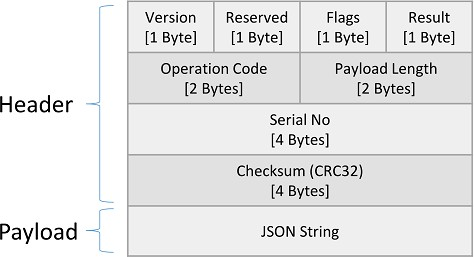 Version
[1 Byte]
Reserved
[1 Byte]
Flags
[1 Byte]
Result
[1 Byte]
Operation Code
[2 Bytes]
Payload Length
[2 Bytes]
Header
Serial No
[4 Bytes]
Checksum (CRC32)
[4 Bytes]
Payload
JSON String